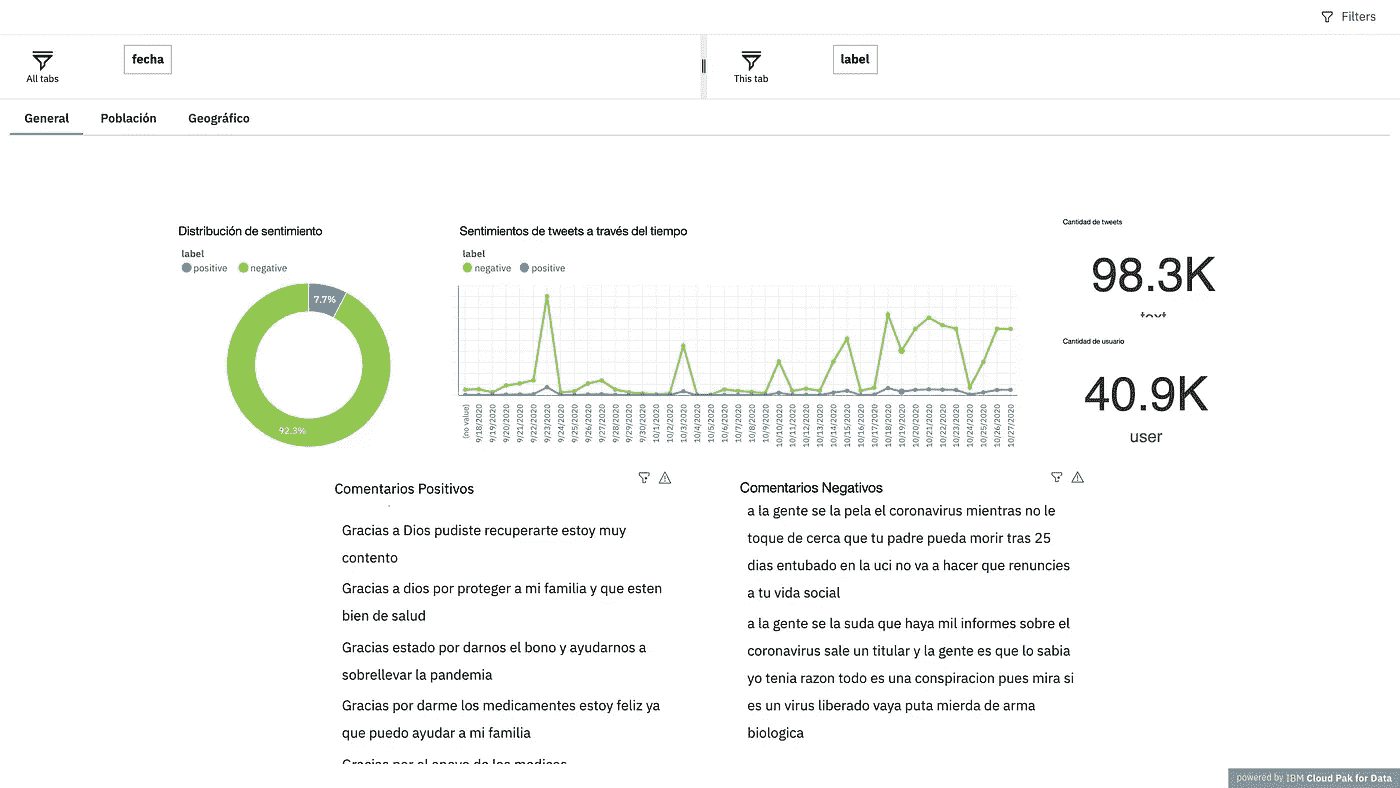 Filters
All tabs
fecha
This tab
label
General
Población
Geográfico
Distribución de sentimiento
label
positive
negative
7.7%
92.3%
Sentimientos de tweets a través del tiempo
label
negative
positive
(no value)
9/18/2020
9/19/2020
9/20/2020
9/21/2020
9/22/2020
9/23/2020
9/24/2020
9/25/2020
9/26/2020
9/27/2020
9/28/2020
9/29/2020
9/30/2020
10/1/2020
10/2/2020
10/3/2020
10/4/2020
10/5/2020
10/6/2020
10/7/2020
10/8/2020
10/9/2020
10/10/2020
10/11/2020
10/12/2020
10/13/2020
10/14/2020
10/15/2020
10/16/2020
10/17/2020
10/18/2020
10/19/2020
10/20/2020
10/21/2020
10/22/2020
10/23/2020
10/24/2020
10/25/2020
10/26/2020
10/27/2020
Cantidad de tweets
98.3K
text
Cantidad de usuario
40.9K
user
Comentarios Positivos
Gracias a Dios pudiste recuperarte estoy muy
contento
Gracias a dios por proteger a mi familia y que esten
bien de salud
Gracias estado por darnos el bono y ayudarnos a
sobrellevar la pandemia
Gracias por darme los medicamentes estoy feliz ya
que puedo ayudar a mi familia
Gracias por el apoyo de los medicos
Comentarios Negativos
a la gente se la pela el coronavirus mientras no le
toque de cerca que tu padre pueda morir tras 25
dias entubado en la uci no va a hacer que renuncies
a tu vida social
a la gente se la suda que haya mil informes sobre el
coronavirus sale un titular y la gente es que lo sabia
yo tenia razon todo es una conspiracion pues mira si
es un virus liberado vaya puta mierda de arma
biologica
powered by IBM Cloud Pak for Data